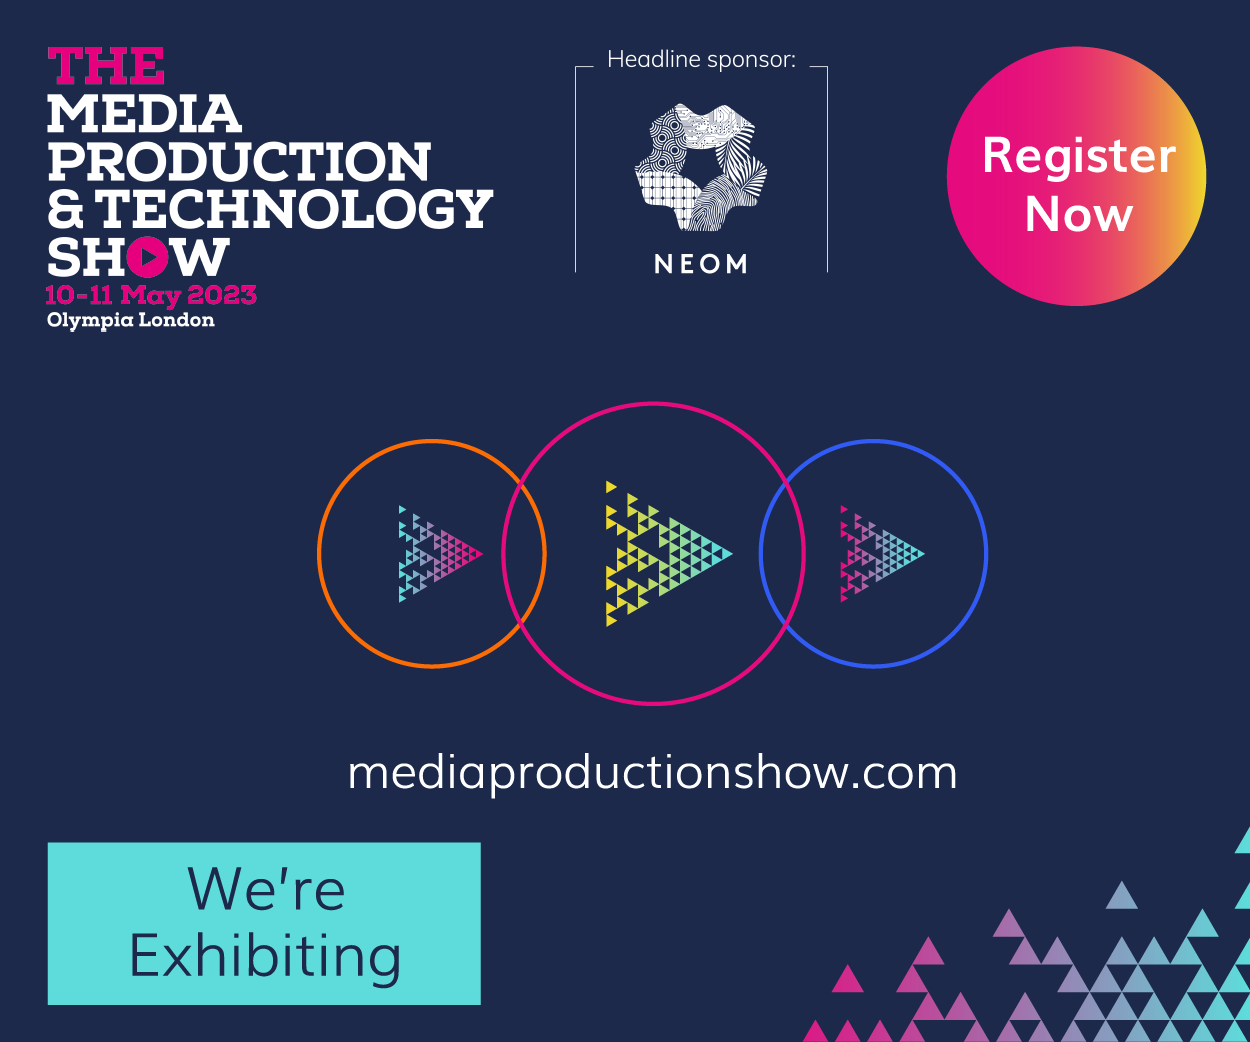 THE
MEDIA
PRODUCTION
& TECHNOLOGY
SHOW
10-11 May 2023
Olympia London
Headline sponsor:
NEOM
Register
Now
mediaproductionshow.com
We're
Exhibiting